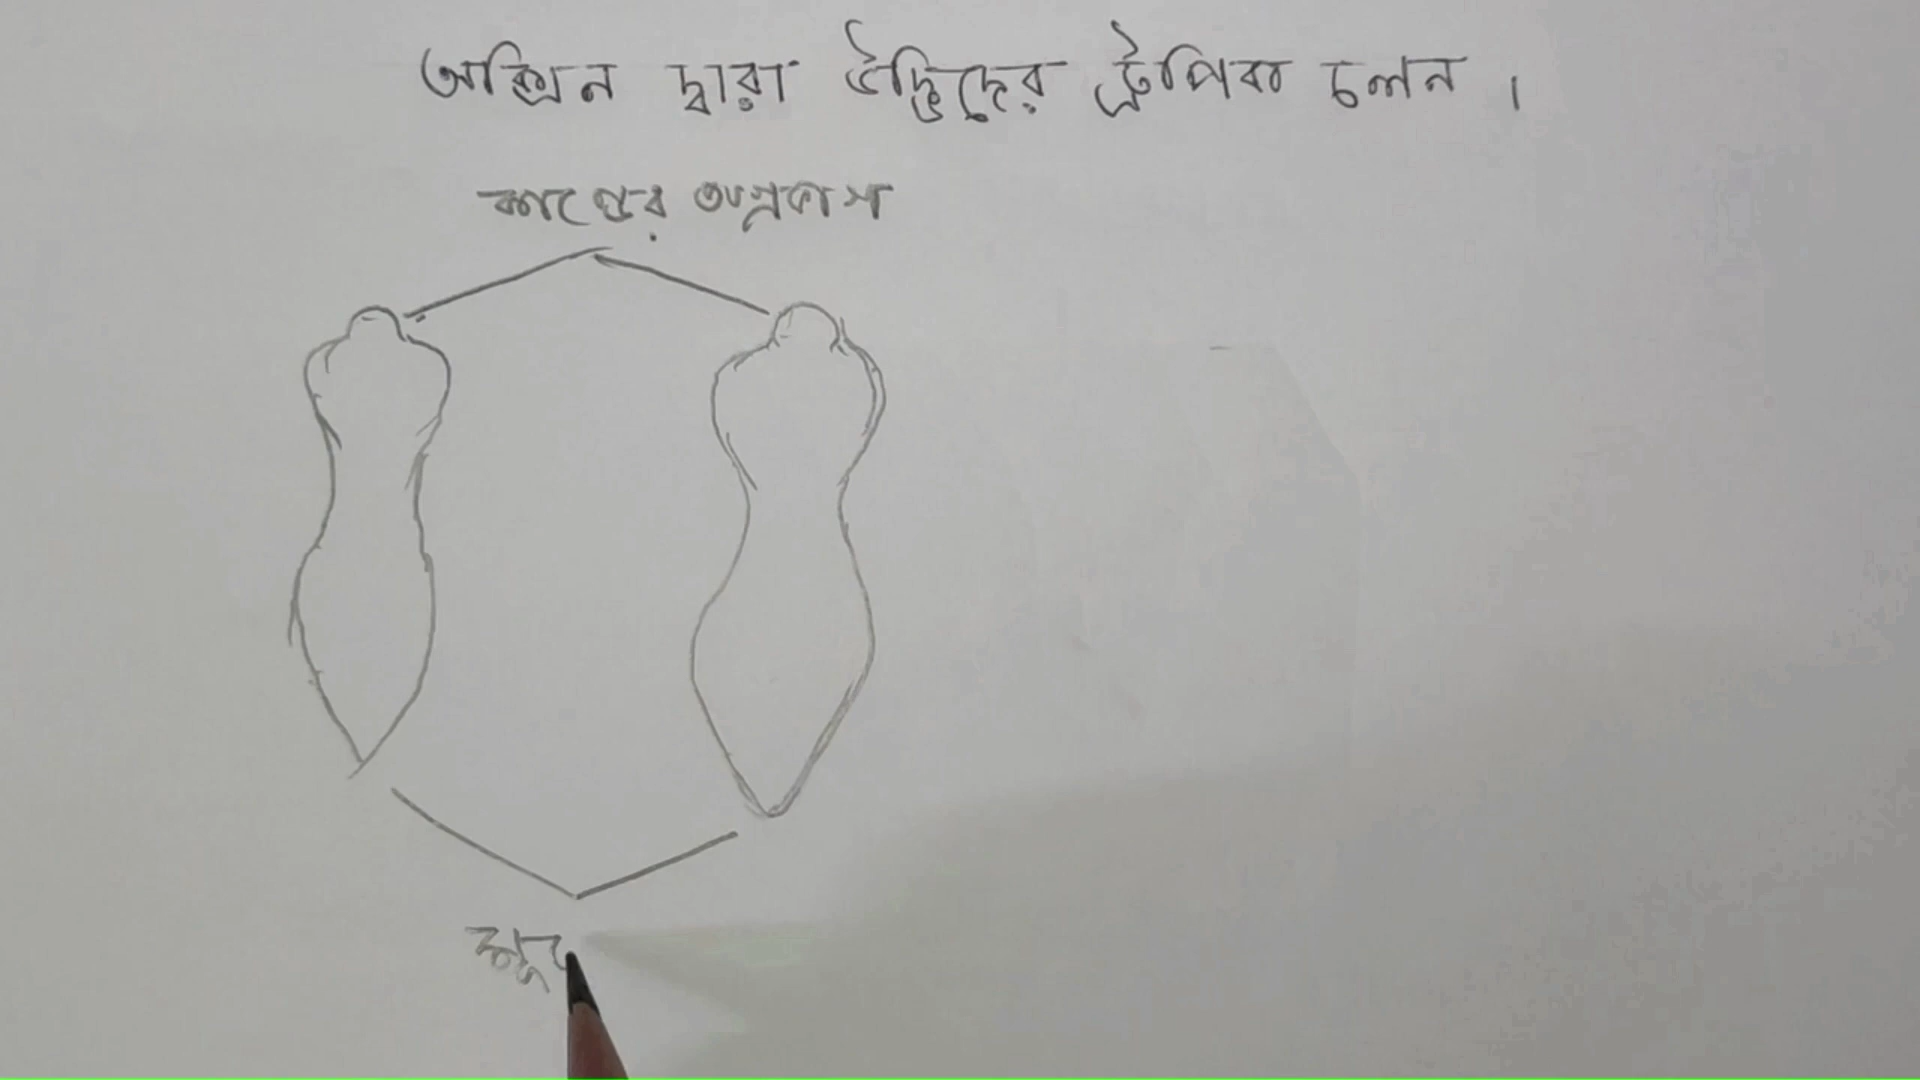 অক্সিন দ্বারা উদ্ভিদের ট্রপিক চলন ।
কাণ্ডের অগ্রভাগ